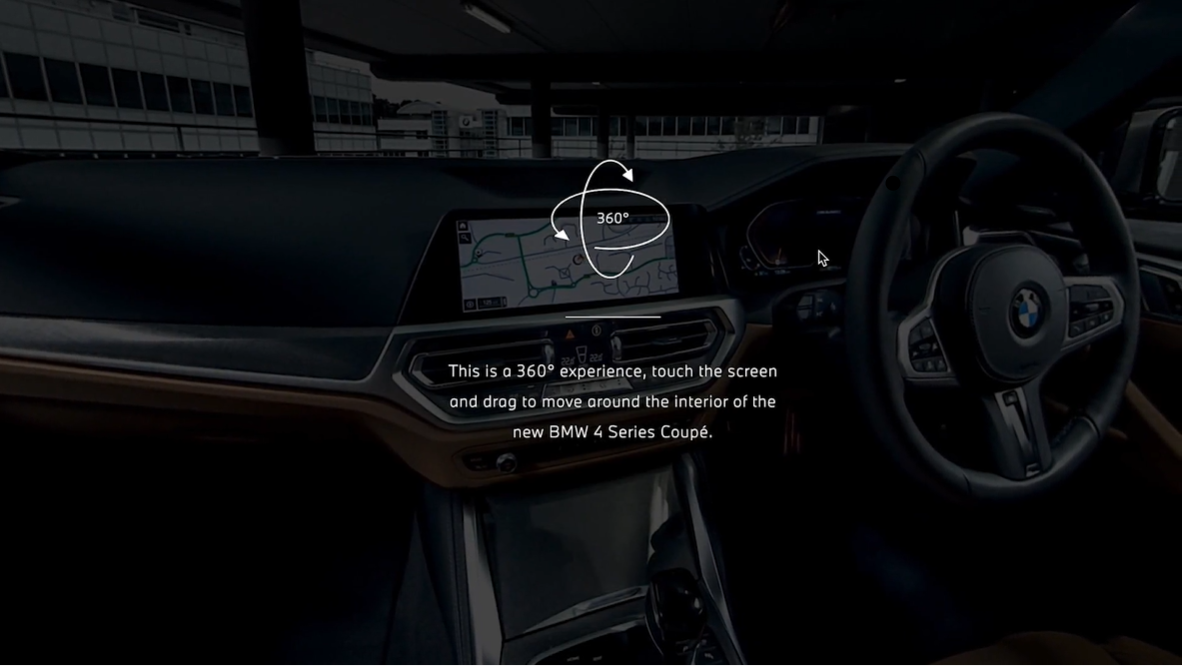 360°
This is a 360° experience, touch the screen
and drag to move around the interior of the
new BMW 4 Series Coupé.